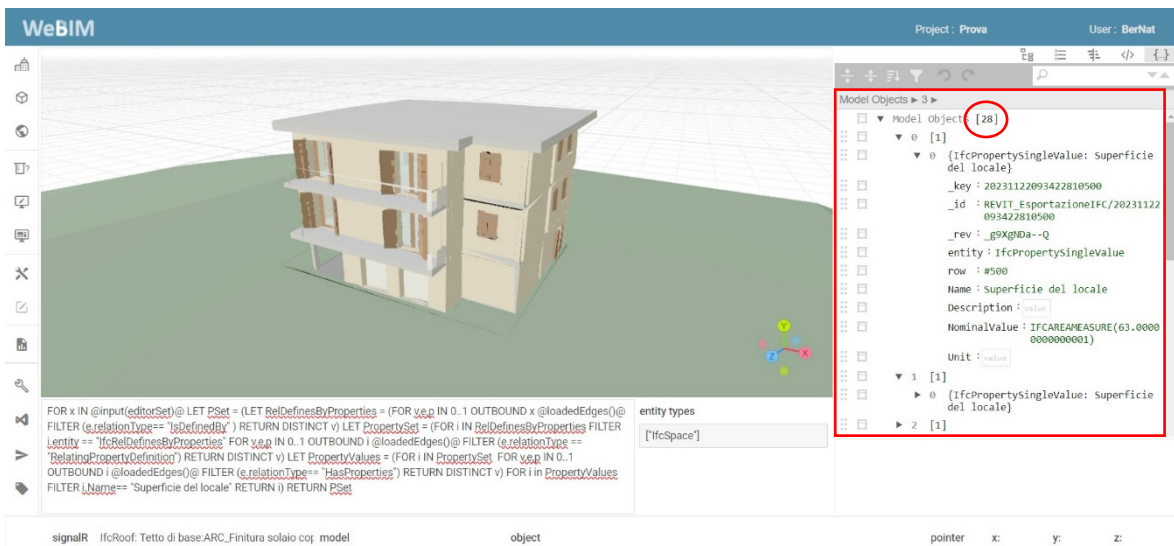 WeBIM
Project : Prova
User : BerNat
Model Objects ► 3 ►
Model Objects [28]
0 [1]
0 {IfcPropertySingleValue: Superficie
del locale}
_key : 20231122093422810500
_id : REVIT_EsportazioneIFC/20231122
093422810500
_rev : _g9XgNDa--Q
entity : IfcPropertySingleValue
row : #500
Name : Superficie del locale
Description : value
NominalValue : IFCAREAMEASURE(63.0000
0000000001)
Unit : value
1 [1]
0 {IfcPropertySingleValue: Superficie
del locale}
2 [1]
Y
Z
X
FOR x IN @input(editorSet)@ LET PSet = (LET RelDefinesByProperties = (FOR v,e,p IN 0..1 OUTBOUND x @loadedEdges()@
FILTER (e.relationType== "IsDefinedBy" ) RETURN DISTINCT v) LET PropertySet = (FOR i IN RelDefinesByProperties FILTER
i.entity == "IfcRelDefinesByProperties" FOR v,e,p IN 0..1 OUTBOUND i @loadedEdges()@ FILTER (e.relationType ==
"RelatingPropertyDefinition") RETURN DISTINCT v) LET PropertyValues = (FOR i IN PropertySet FOR v,e,p IN 0..1
OUTBOUND i @loadedEdges()@ FILTER (e.relationType== "HasProperties") RETURN DISTINCT v) FOR i in PropertyValues
FILTER i.Name== "Superficie del locale" RETURN i) RETURN PSet
entity types
["IfcSpace"]
signalR IfcRoof: Tetto di base:ARC_Finitura solaio cop model object pointer x: y: z: